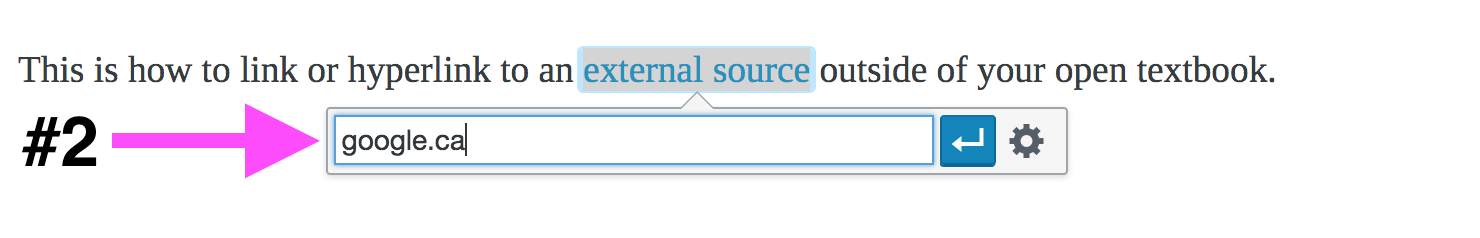 This is how to link or hyperlink to an external source outside of your open textbook.
#2
google.ca